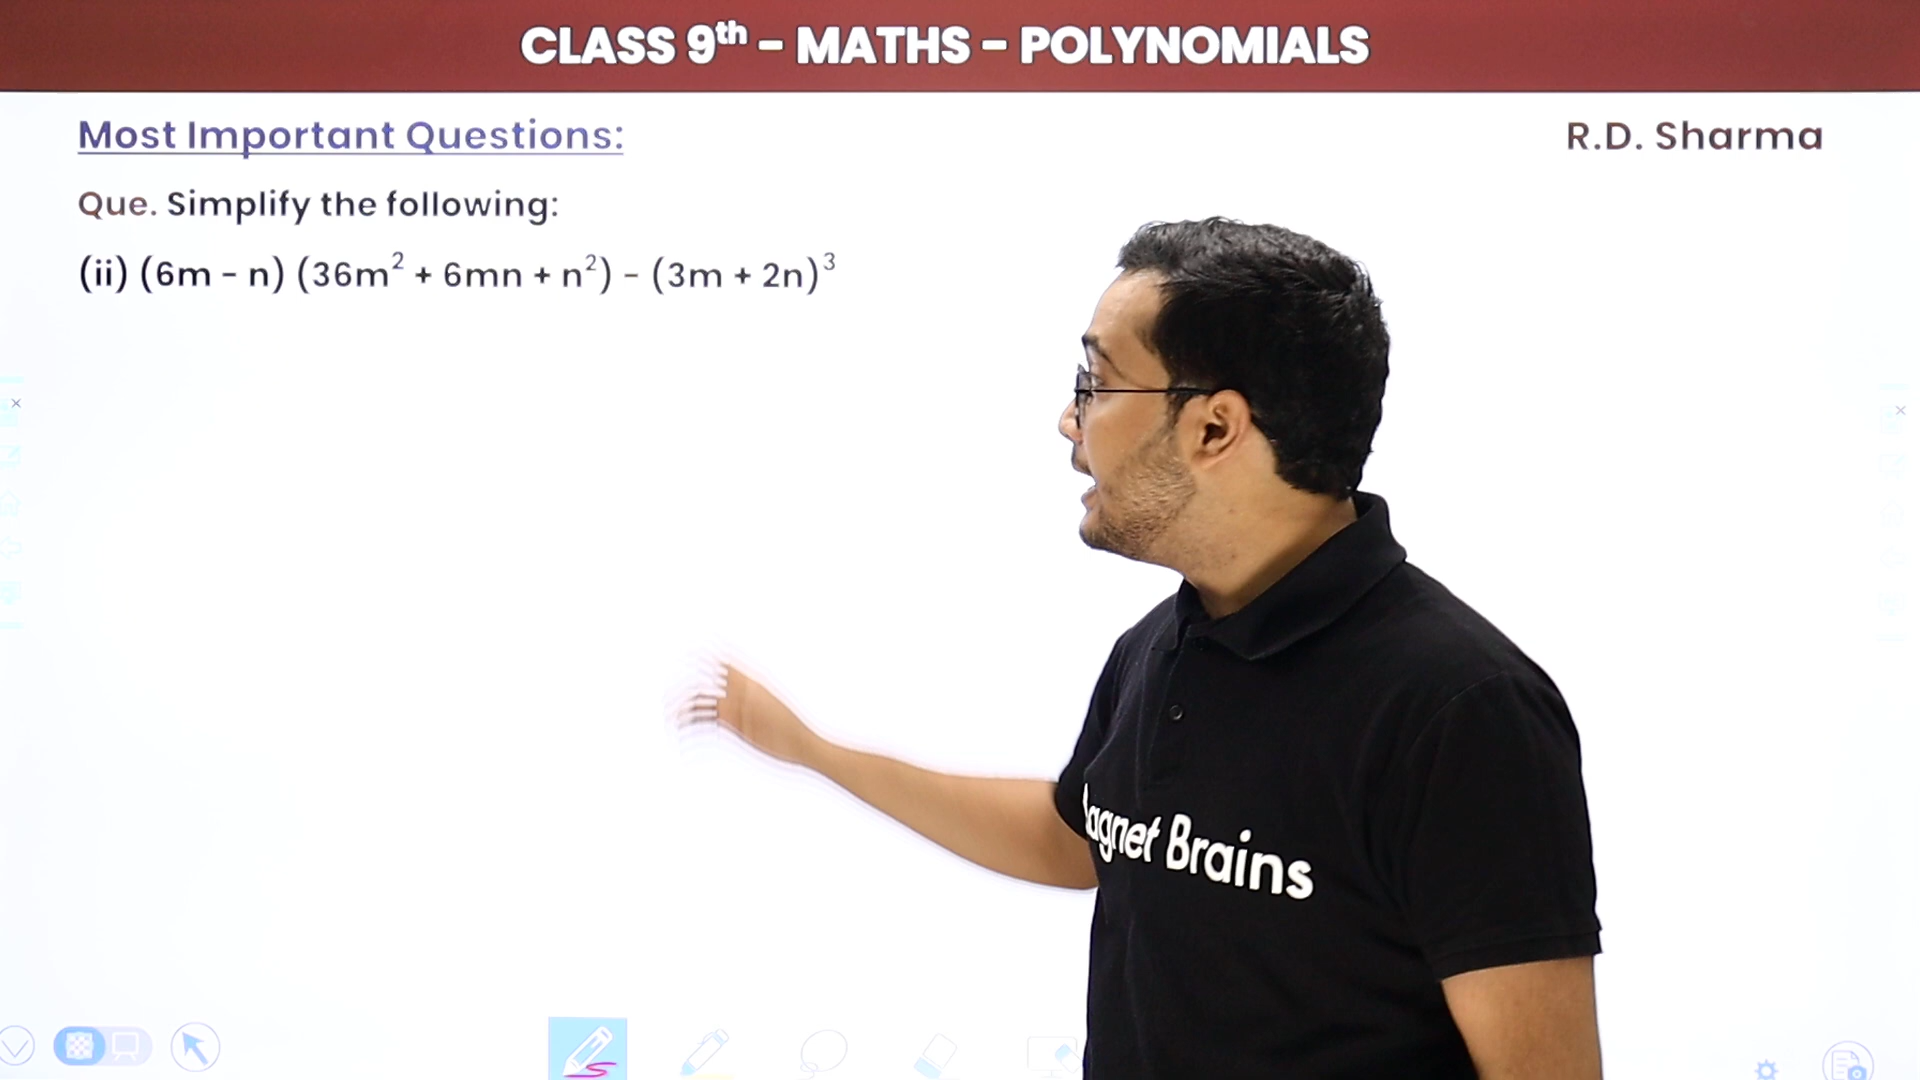 CLASS 9th – MATHS – POLYNOMIALS
Most Important Questions:
R.D. Sharma
Que. Simplify the following:
(ii) (6m – n) (36m² + 6mn + n²) – (3m + 2n)³
agnet Brains